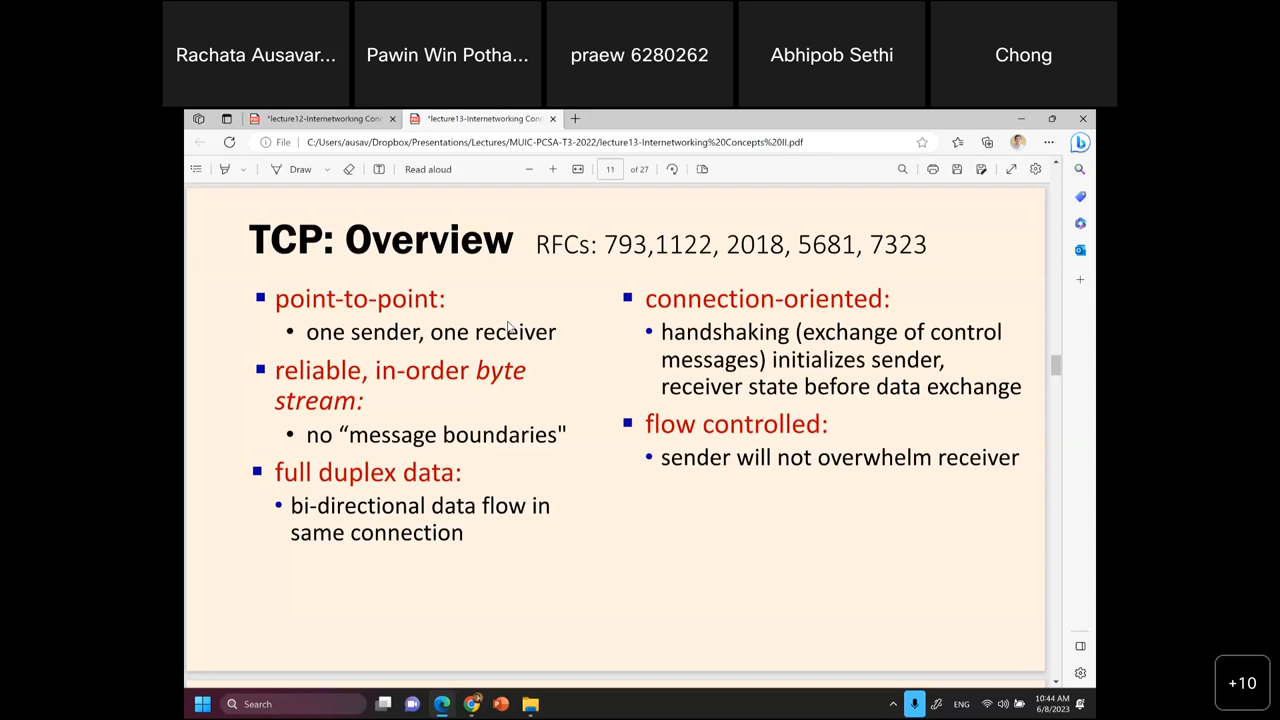 Rachata Ausavar...
Pawin Win Potha...
praew 6280262
Abhipob Sethi
Chong
*lecture12-Internetworking Conc
*lecture13-Internetworking Conc
File
C:/Users/ausav/Dropbox/Presentations/Lectures/MUIC-PCSA-T3-2022/lecture13-Internetworking%20Concepts%20II.pdf
Draw
Read aloud
11
of 27
TCP: Overview RFCs: 793,1122, 2018, 5681, 7323
point-to-point:
• one sender, one receiver
reliable, in-order byte
stream:
• no “message boundaries"
full duplex data:
• bi-directional data flow in
same connection
connection-oriented:
• handshaking (exchange of control
messages) initializes sender,
receiver state before data exchange
flow controlled:
• sender will not overwhelm receiver
+10
Search
ENG
10:44 AM
6/8/2023